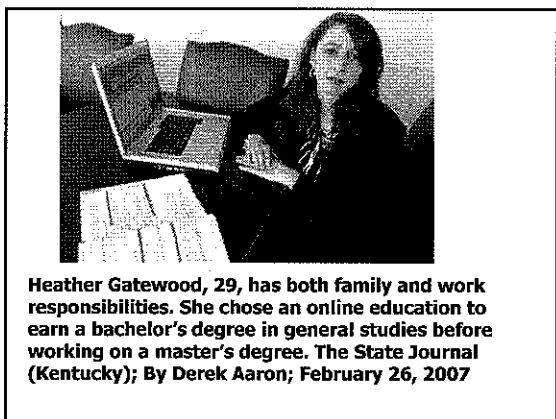 Heather Gatewood, 29, has both family and work
responsibilities. She chose an online education to
earn a bachelor's degree in general studies before
working on a master's degree. The State Journal
(Kentucky); By Derek Aaron; February 26, 2007